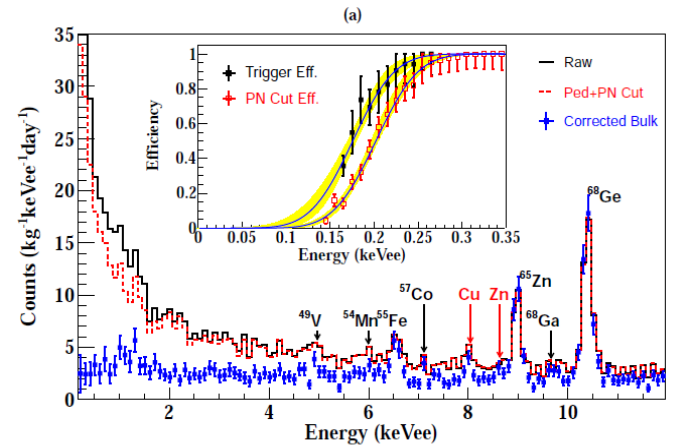 (a)
Counts (kg⁻¹keVee⁻¹day⁻¹)
35
30
25
20
15
10
5
0
2
4
6
8
10
Energy (keVee)
Efficiency
1
0.8
0.6
0.4
0.2
0
0
0.05
0.1
0.15
0.2
0.25
0.3
0.35
Energy (keVee)
Trigger Eff.
PN Cut Eff.
Raw
Ped+PN Cut
Corrected Bulk
⁴⁹V
⁵⁴Mn
⁵⁵Fe
⁵⁷Co
Cu
Zn
⁶⁵Zn
⁶⁸Ga
⁶⁸Ge